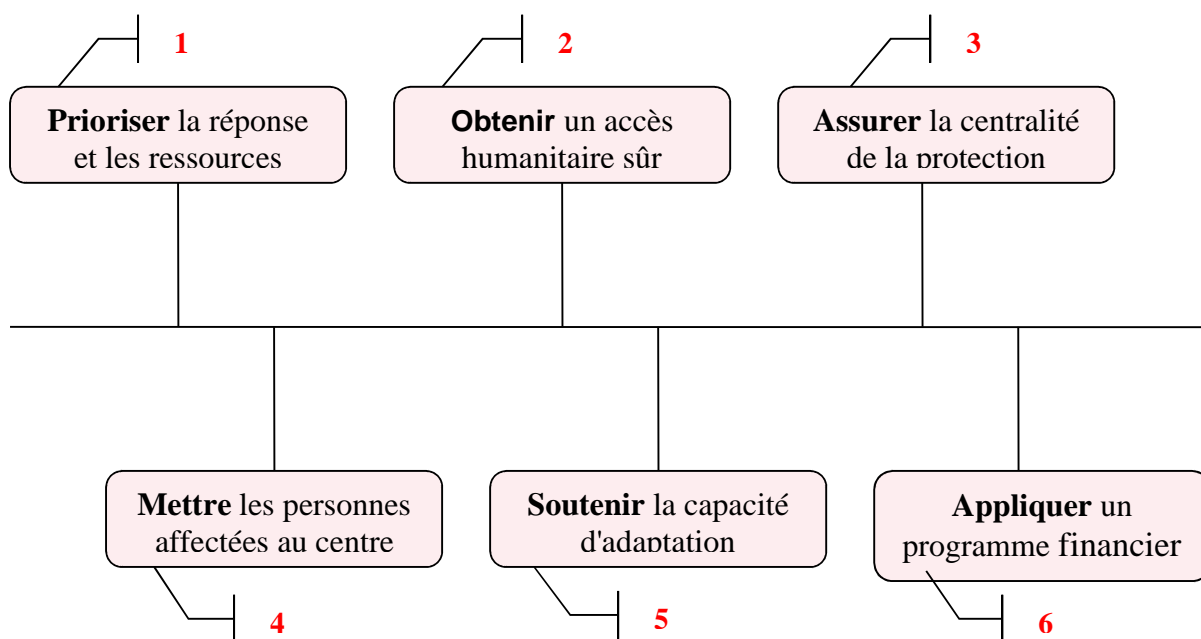 1
2
3
Prioriser la réponse
et les ressources
Obtenir un accès
humanitaire sûr
Assurer la centralité
de la protection
Mettre les personnes
affectées au centre
Soutenir la capacité
d'adaptation
Appliquer un
programme financier
4
5
6